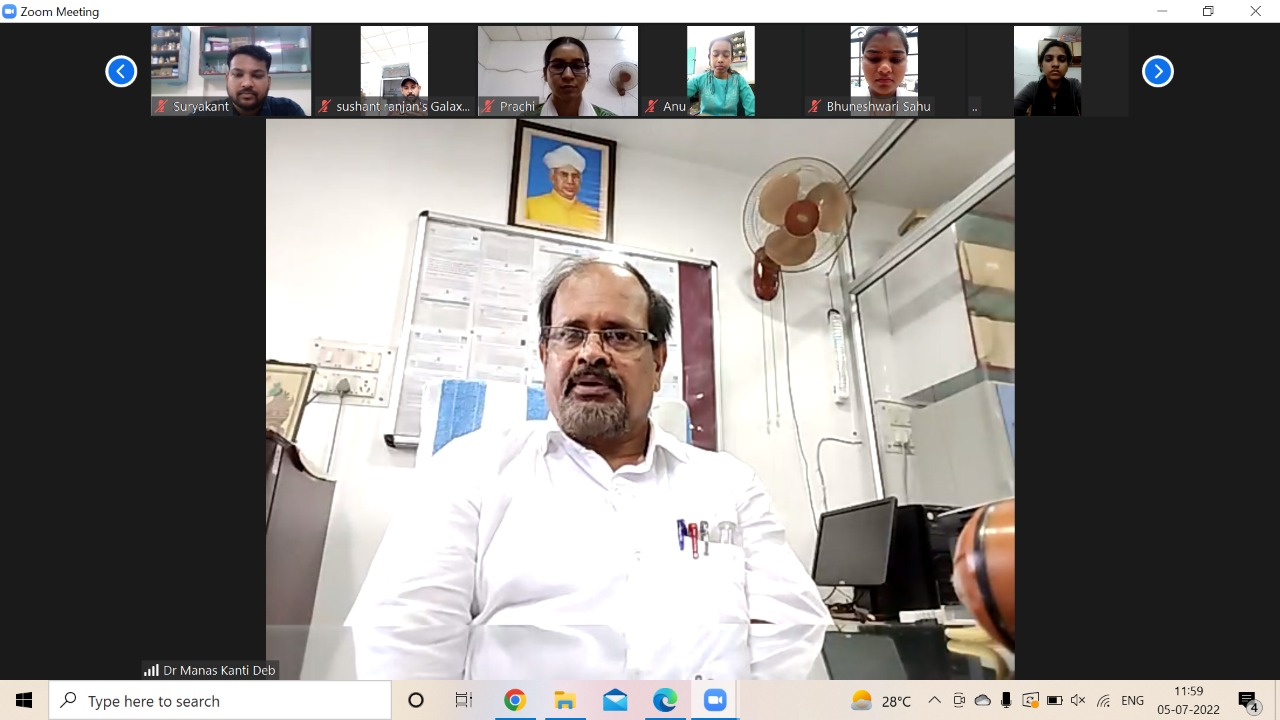 Zoom Meeting
Suryakant
sushant ranjan's Galax...
Prachi
Anu
Bhuneshwari Sahu
..
Dr Manas Kanti Deb
Type here to search
28°C
ENG
11:59
05-07-2022
4